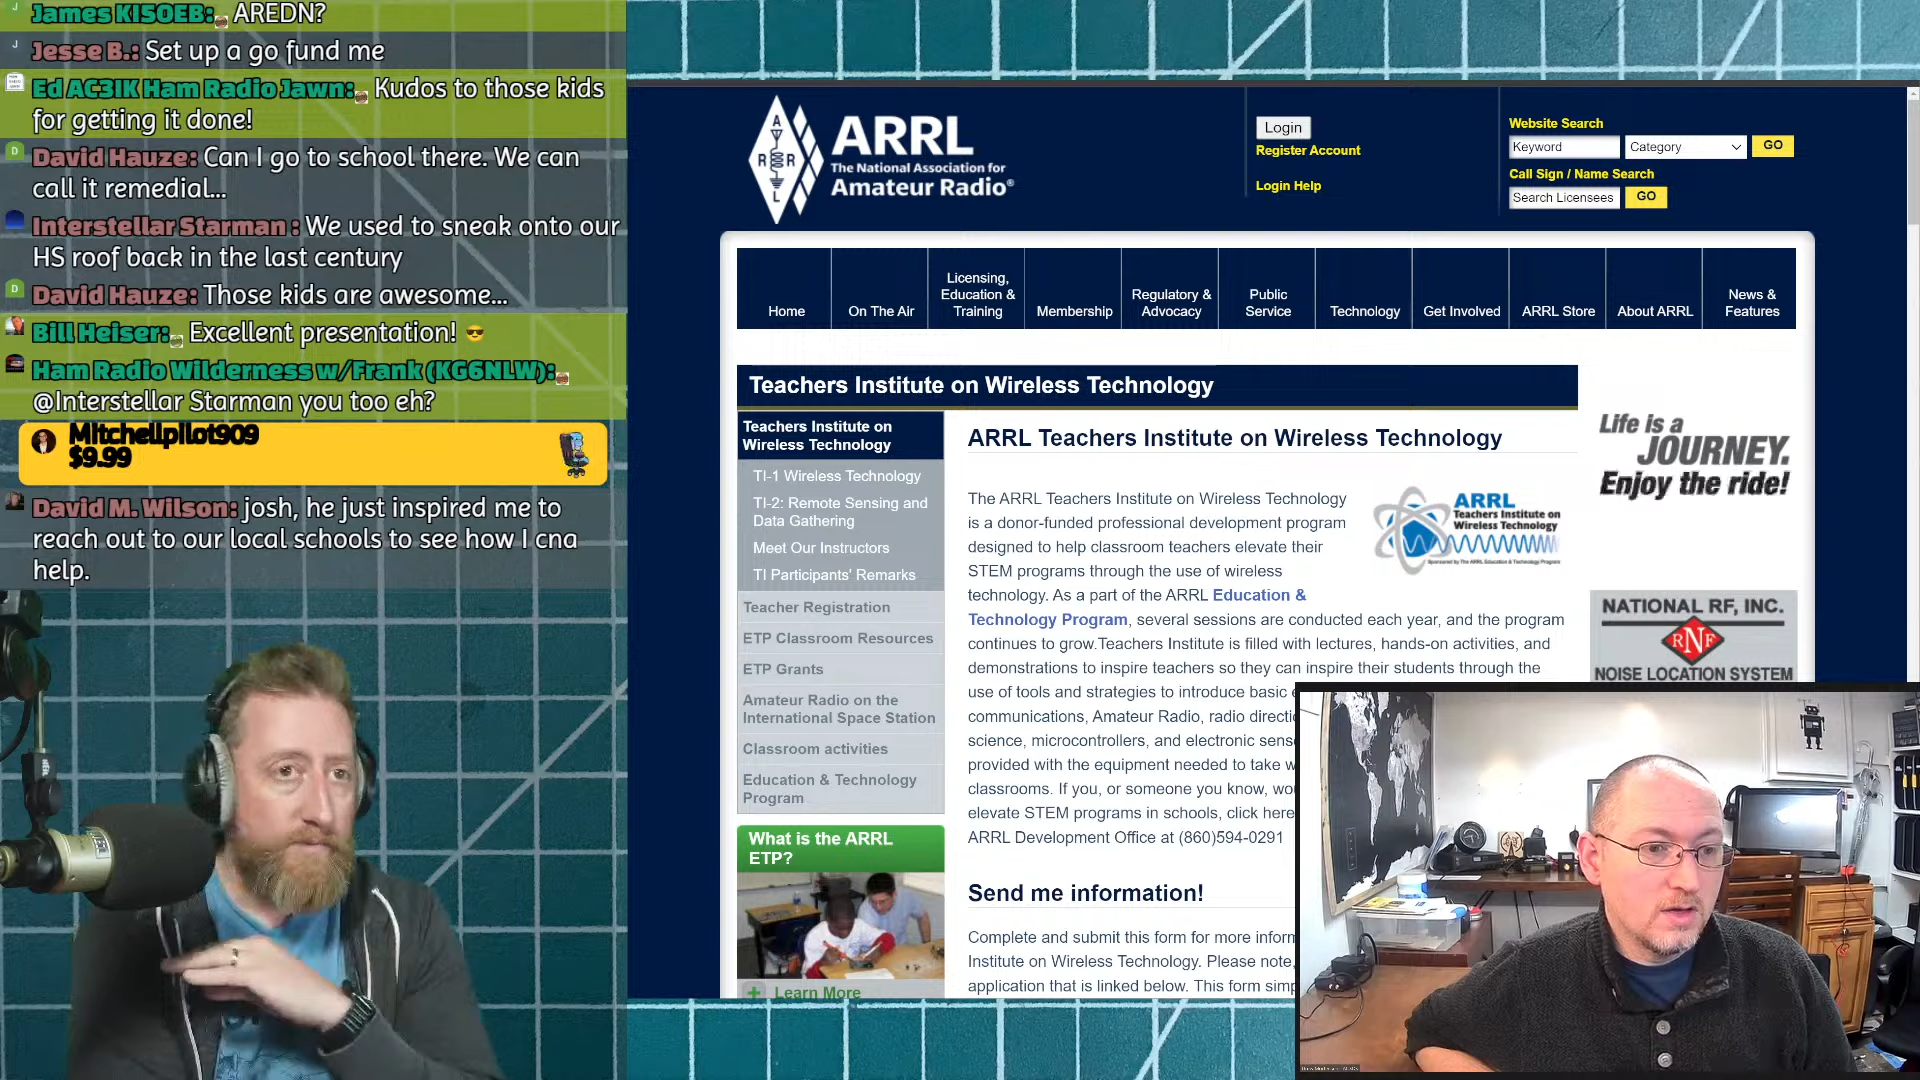 James KI5OEB: AREDN?
Jesse B.: Set up a go fund me
Ed AC3IK Ham Radio Jawn: Kudos to those kids
for getting it done!
David Hauze: Can I go to school there. We can
call it remedial...
Interstellar Starman : We used to sneak onto our
HS roof back in the last century
David Hauze: Those kids are awesome...
Bill Heiser: Excellent presentation!
Ham Radio Wilderness w/Frank (KG6NLW):
@Interstellar Starman you too eh?
Mitchellpilot909
$9.99
David M. Wilson: josh, he just inspired me to
reach out to our local schools to see how I cna
help.
ARRL
The National Association for
Amateur Radio®
Login
Register Account
Login Help
Website Search
Keyword
Category
GO
Call Sign / Name Search
Search Licensees
GO
Home
On The Air
Licensing,
Education &
Training
Membership
Regulatory &
Advocacy
Public
Service
Technology
Get Involved
ARRL Store
About ARRL
News &
Features
Teachers Institute on Wireless Technology
Teachers Institute on
Wireless Technology
TI-1 Wireless Technology
TI-2: Remote Sensing and
Data Gathering
Meet Our Instructors
TI Participants' Remarks
Teacher Registration
ETP Classroom Resources
ETP Grants
Amateur Radio on the
International Space Station
Classroom activities
Education & Technology
Program
What is the ARRL
ETP?
Learn More
ARRL Teachers Institute on Wireless Technology
The ARRL Teachers Institute on Wireless Technology
is a donor-funded professional development program
designed to help classroom teachers elevate their
STEM programs through the use of wireless
technology. As a part of the ARRL Education &
Technology Program, several sessions are conducted each year, and the program
continues to grow.Teachers Institute is filled with lectures, hands-on activities, and
demonstrations to inspire teachers so they can inspire their students through the
use of tools and strategies to introduce basic
communications, Amateur Radio, radio
science, microcontrollers, and electronic
provided with the equipment needed to take
classrooms. If you, or someone you know,
elevate STEM programs in schools, click here
ARRL Development Office at (860)594-0291
Send me information!
Complete and submit this form for more
Institute on Wireless Technology. Please note,
application that is linked below. This form
ARRL
Teachers Institute on
Wireless Technology
Sponsored by The ARRL Education & Technology Program
Life is a
JOURNEY.
Enjoy the ride!
NATIONAL RF, INC.
RNF
NOISE LOCATION SYSTEM